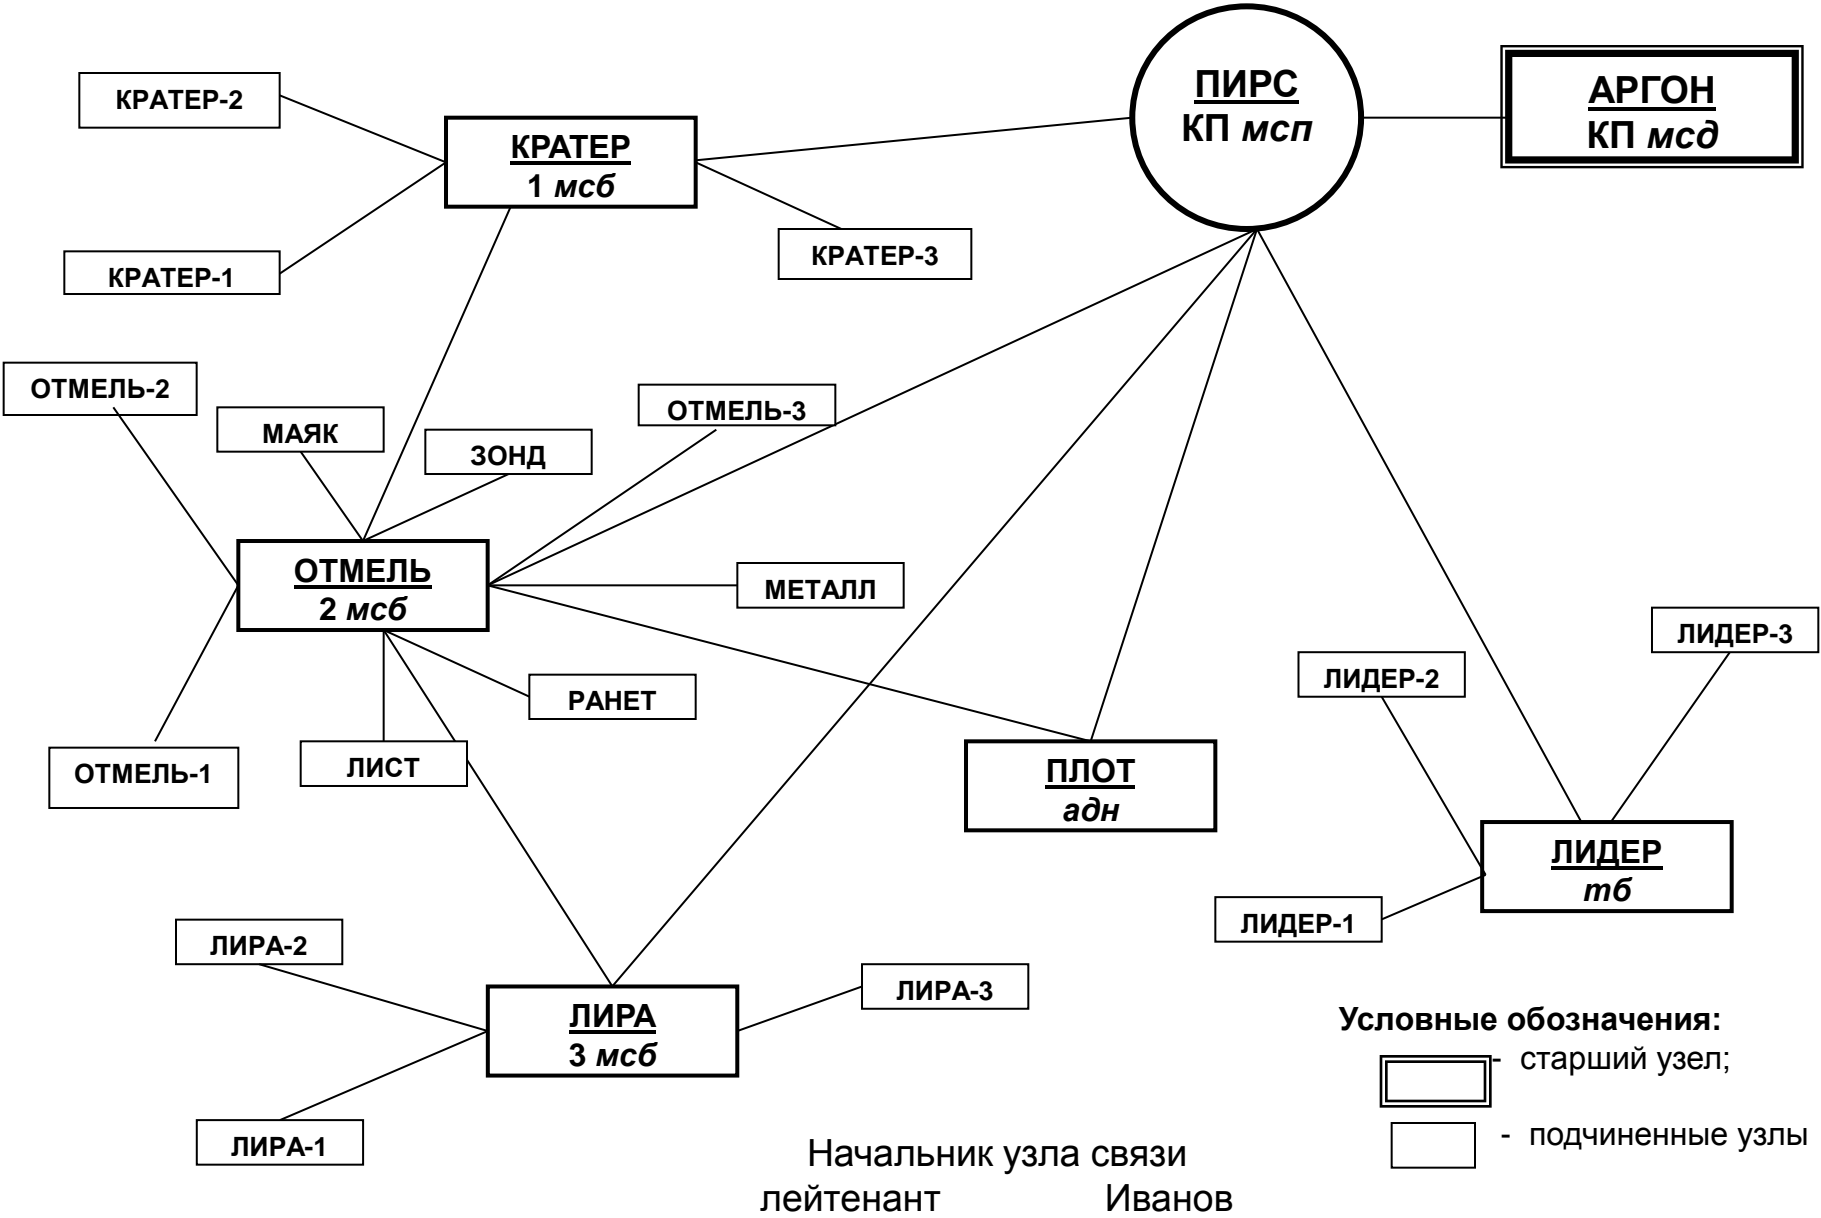 ПИРС
КП мсп
АРГОН
КП мсд
КРАТЕР-2
КРАТЕР
1 мсб
КРАТЕР-1
КРАТЕР-3
ОТМЕЛЬ-2
МАЯК
ЗОНД
ОТМЕЛЬ-3
ОТМЕЛЬ
2 мсб
МЕТАЛЛ
РАНЕТ
ЛИСТ
ОТМЕЛЬ-1
ПЛОТ
адн
ЛИДЕР-3
ЛИДЕР-2
ЛИДЕР
тб
ЛИДЕР-1
ЛИРА-2
ЛИРА
3 мсб
ЛИРА-3
ЛИРА-1
Условные обозначения:
- старший узел;
- подчиненные узлы
Начальник узла связи
лейтенант Иванов